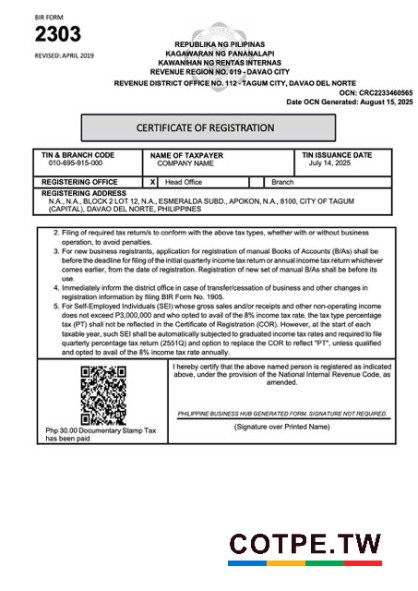 BIR FORM
2303
REVISED: APRIL 2019
REPUBLIKA NG PILIPINAS
KAGAWARAN NG PANANALAPI
KAWANIHAN NG RENTAS INTERNAS
REVENUE REGION NO. 019 - DAVAO CITY
REVENUE DISTRICT OFFICE NO. 112 - TAGUM CITY, DAVAO DEL NORTE
OCN: CRC2233460565
Date OCN Generated: August 15, 2025
CERTIFICATE OF REGISTRATION
TIN & BRANCH CODE
010-695-915-000
NAME OF TAXPAYER
COMPANY NAME
TIN ISSUANCE DATE
July 14, 2025
REGISTERING OFFICE X Head Office Branch
REGISTERING ADDRESS
N.A., N.A., BLOCK 2 LOT 12, N.A., ESMERALDA SUBD., APOKON, N.A., 8100, CITY OF TAGUM
(CAPITAL), DAVAO DEL NORTE, PHILIPPINES
2. Filing of required tax return/s to conform with the above tax types, whether with or without business
operation, to avoid penalties.
3. For new business registrants, application for registration of manual Books of Accounts (B/As) shall be
before the deadline for filing of the initial quarterly income tax return or annual income tax return whichever
comes earlier, from the date of registration. Registration of new set of manual B/As shall be before its
use.
4. Immediately inform the district office in case of transfer/cessation of business and other changes in
registration information by filing BIR Form No. 1905.
5. For Self-Employed Individuals (SEI) whose gross sales and/or receipts and other non-operating income
does not exceed P3,000,000 and who opted to avail of the 8% income tax rate, the tax type percentage
tax (PT) shall not be reflected in the Certificate of Registration (COR). However, at the start of each
taxable year, such SEI shall be automatically subjected to graduated income tax rates and required to file
quarterly percentage tax return (2551Q) and option to replace the COR to reflect "PT", unless qualified
and opted to avail of the 8% income tax rate annually.
Php 30.00 Documentary Stamp Tax
has been paid
I hereby certify that the above named person is registered as indicated
above, under the provision of the National Internal Revenue Code, as
amended.
PHILIPPINE BUSINESS HUB GENERATED FORM. SIGNATURE NOT REQUIRED.
(Signature over Printed Name)
COTPE.TW